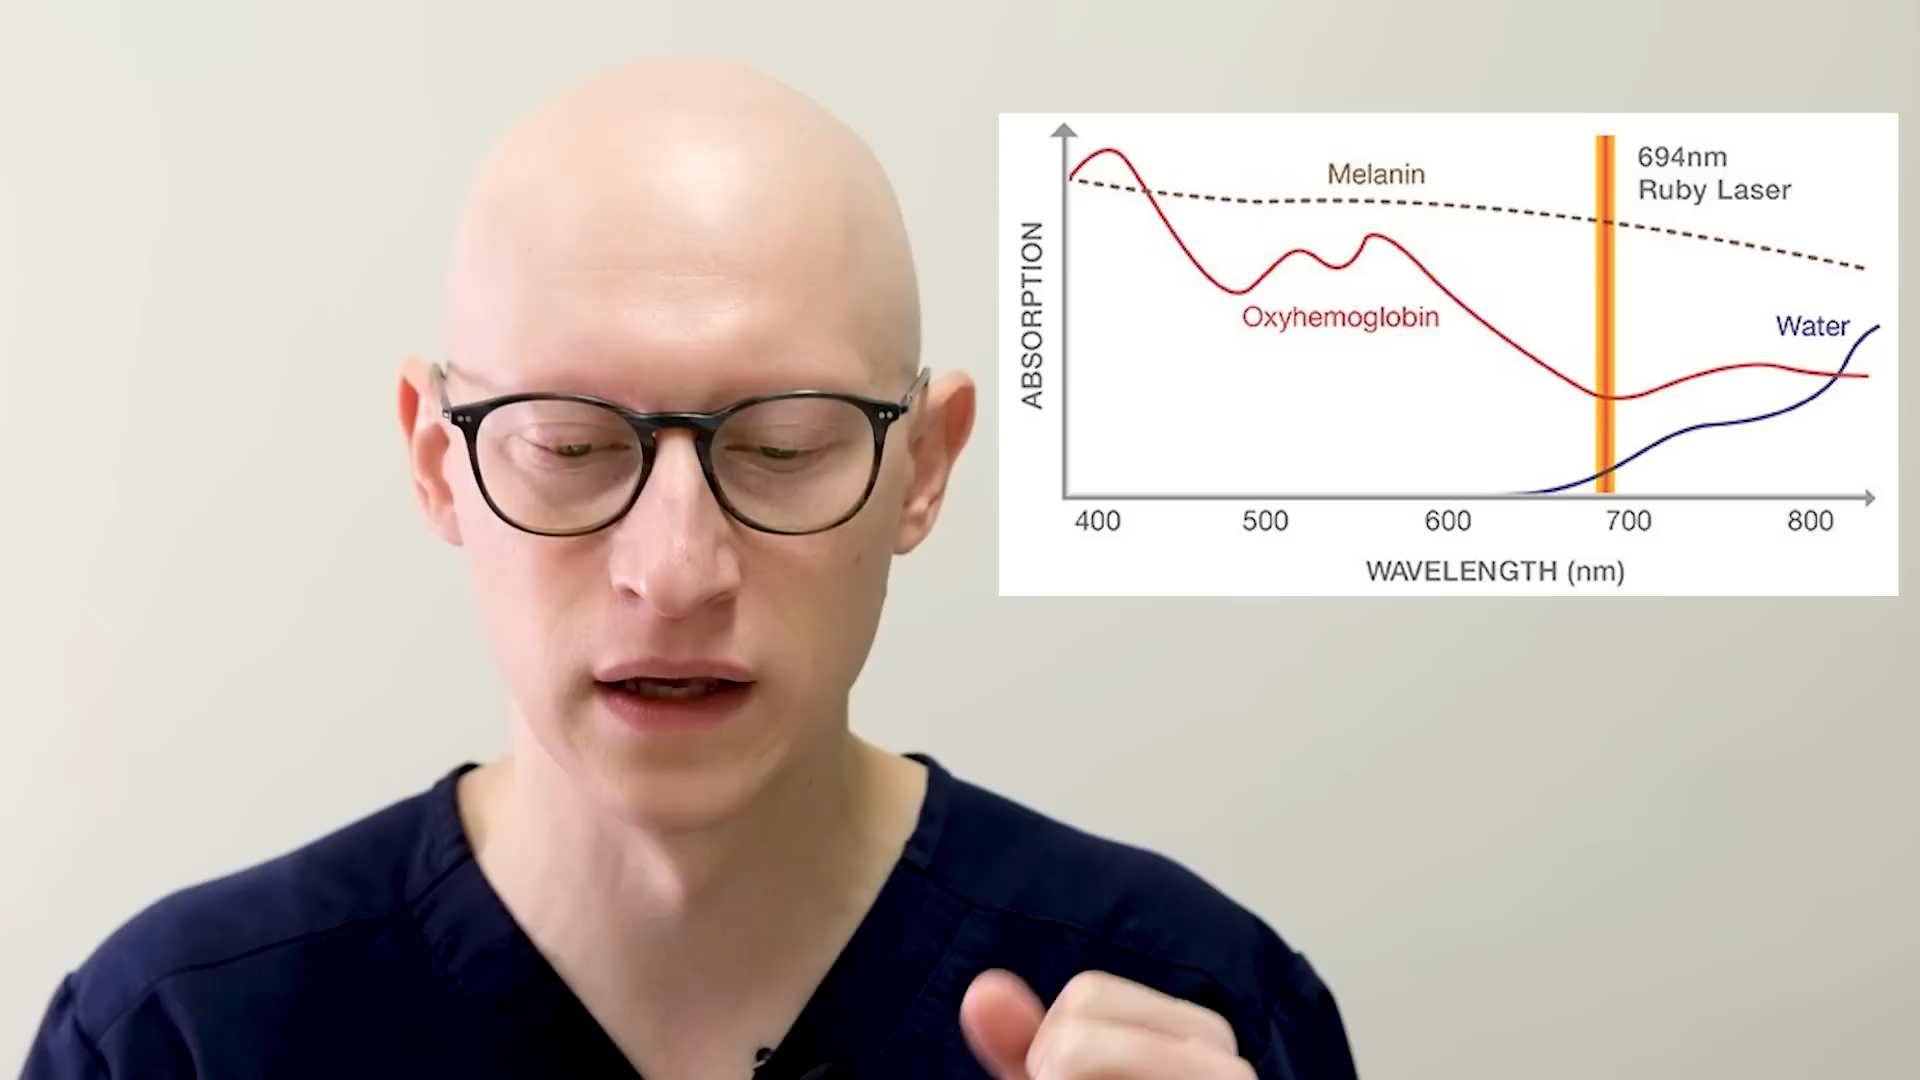 694nm
Ruby Laser
Melanin
Oxyhemoglobin
Water
ABSORPTION
400 500 600 700 800
WAVELENGTH (nm)